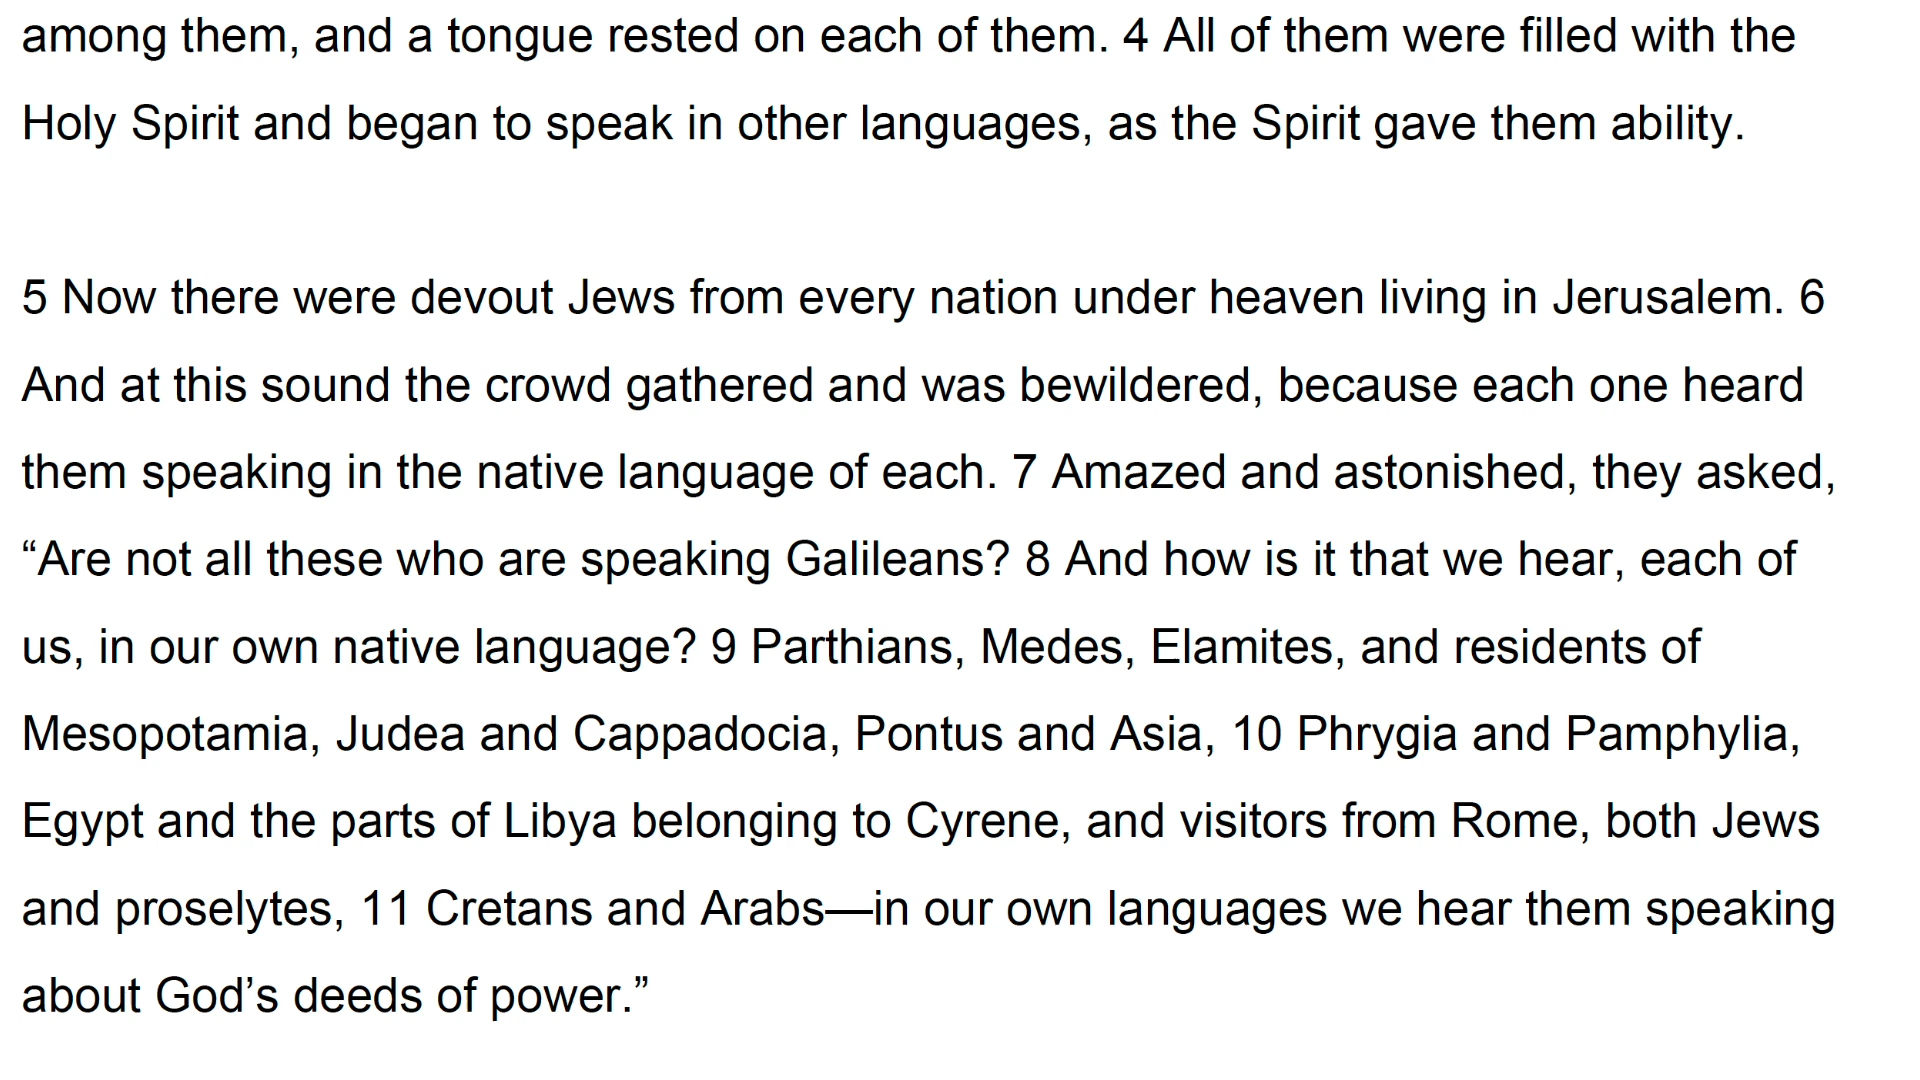 among them, and a tongue rested on each of them. 4 All of them were filled with the
Holy Spirit and began to speak in other languages, as the Spirit gave them ability.
5 Now there were devout Jews from every nation under heaven living in Jerusalem. 6
And at this sound the crowd gathered and was bewildered, because each one heard
them speaking in the native language of each. 7 Amazed and astonished, they asked,
“Are not all these who are speaking Galileans? 8 And how is it that we hear, each of
us, in our own native language? 9 Parthians, Medes, Elamites, and residents of
Mesopotamia, Judea and Cappadocia, Pontus and Asia, 10 Phrygia and Pamphylia,
Egypt and the parts of Libya belonging to Cyrene, and visitors from Rome, both Jews
and proselytes, 11 Cretans and Arabs—in our own languages we hear them speaking
about God’s deeds of power.”